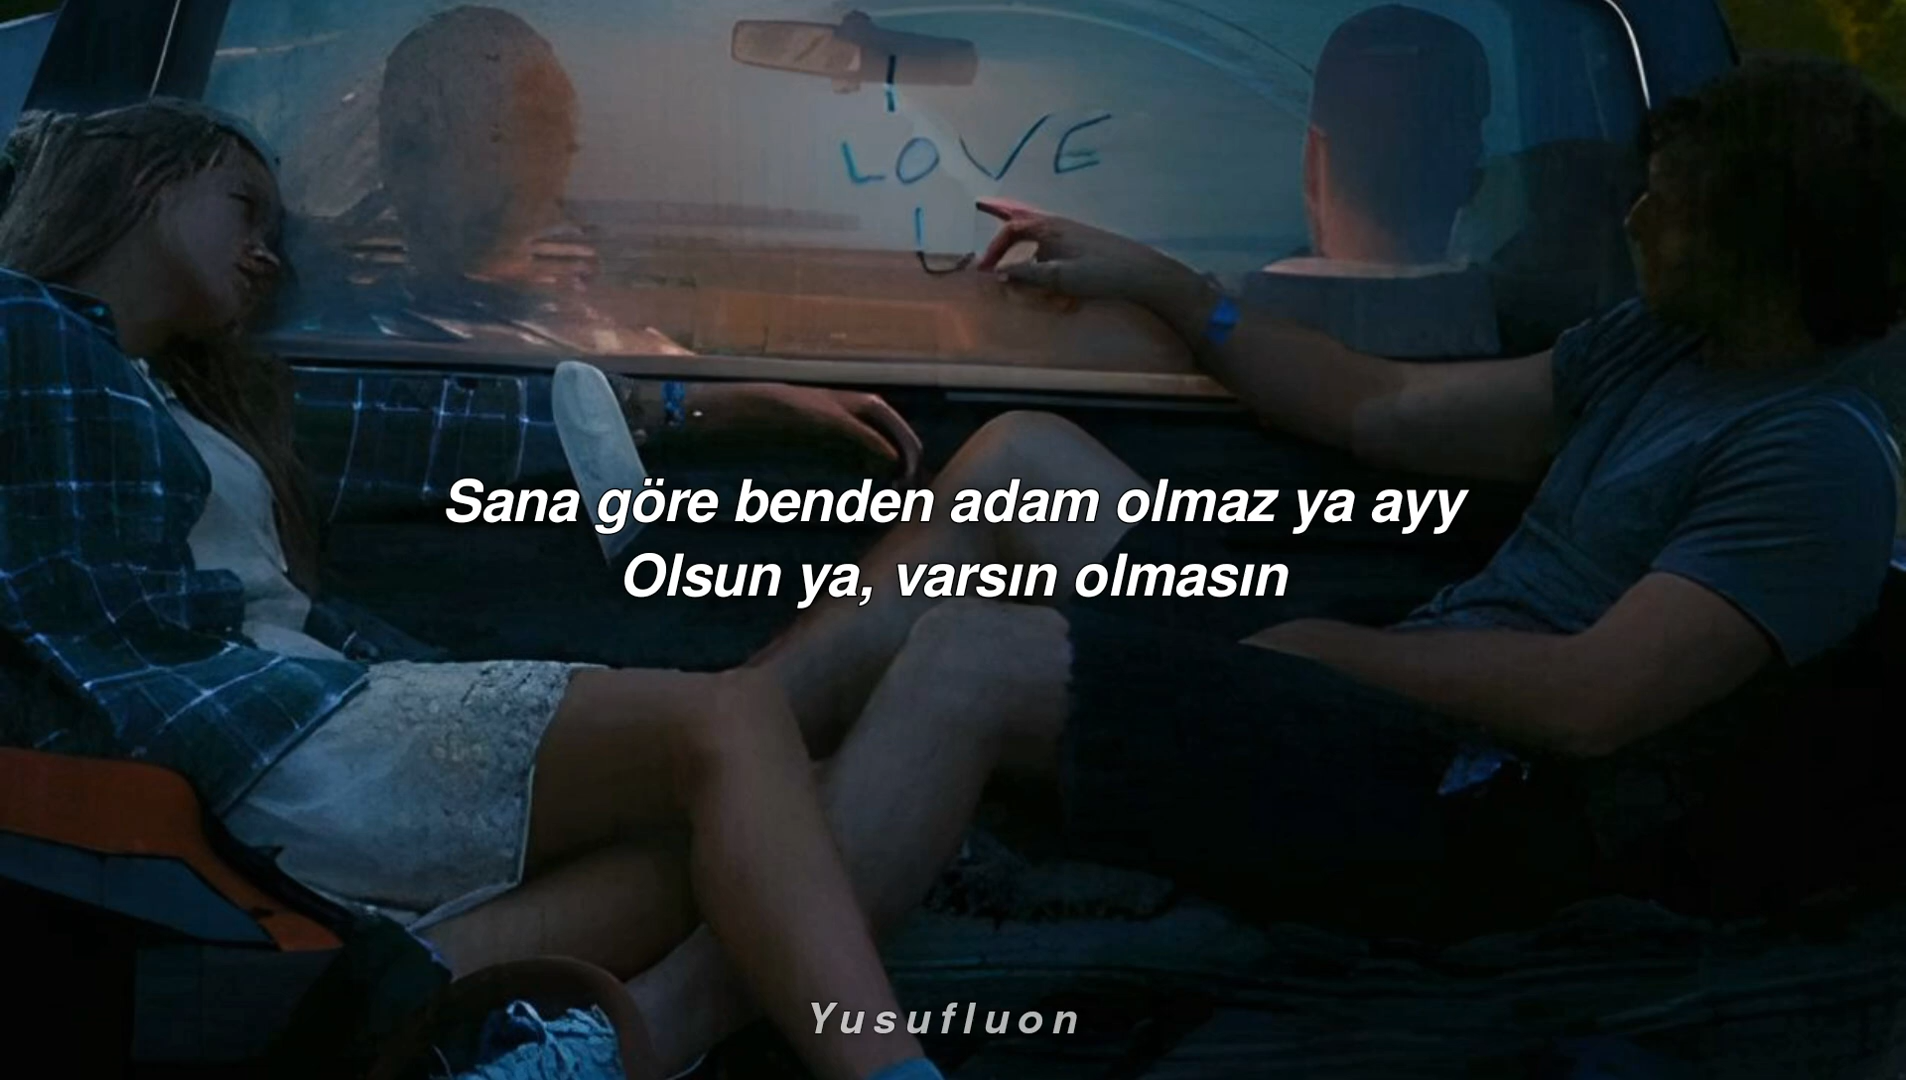 I
LOVE
U
Sana göre benden adam olmaz ya ayy
Olsun ya, varsın olmasın
Yusufluon